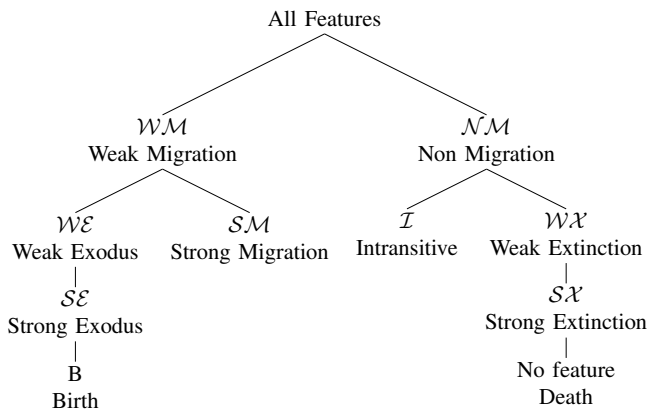 All Features
𝒲ℳ
Weak Migration
𝒩ℳ
Non Migration
𝒲ℰ
Weak Exodus
𝒮ℳ
Strong Migration
ℐ
Intransitive
𝒲𝒳
Weak Extinction
𝒮ℰ
Strong Exodus
𝒮𝒳
Strong Extinction
B
Birth
No feature
Death